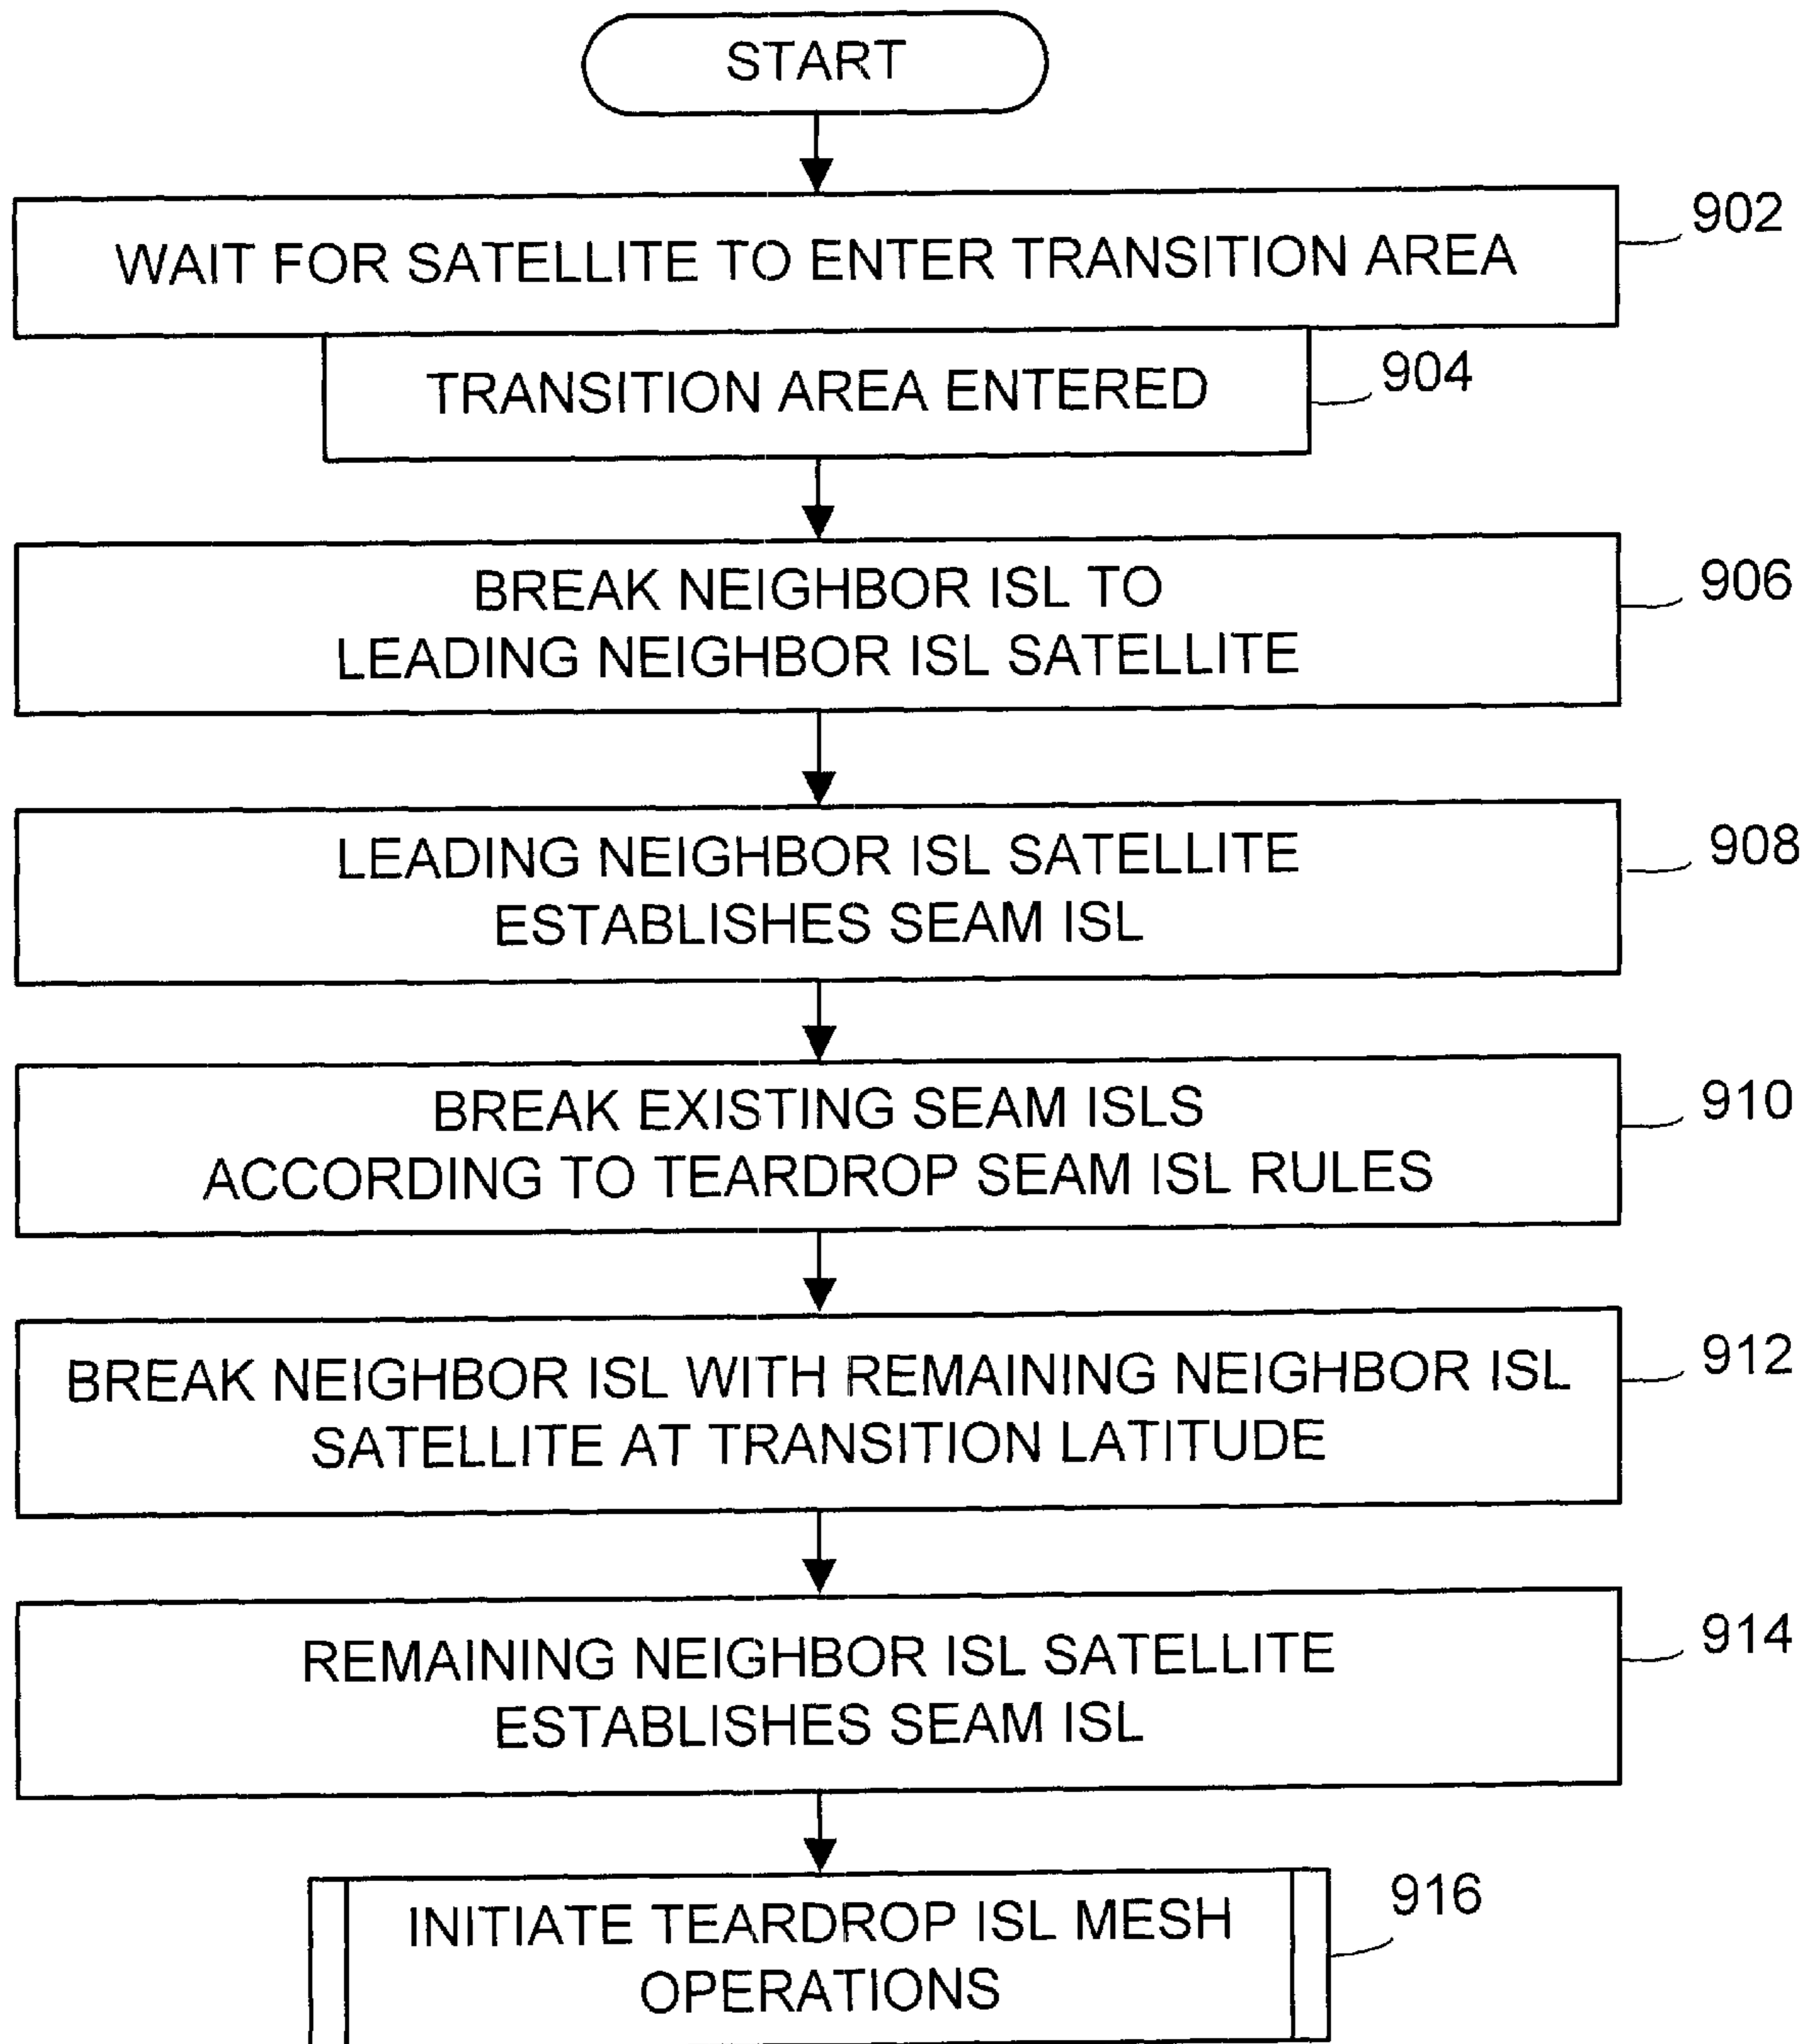 START
WAIT FOR SATELLITE TO ENTER TRANSITION AREA
902
TRANSITION AREA ENTERED
904
BREAK NEIGHBOR ISL TO
LEADING NEIGHBOR ISL SATELLITE
906
LEADING NEIGHBOR ISL SATELLITE
ESTABLISHES SEAM ISL
908
BREAK EXISTING SEAM ISLS
ACCORDING TO TEARDROP SEAM ISL RULES
910
BREAK NEIGHBOR ISL WITH REMAINING NEIGHBOR ISL
SATELLITE AT TRANSITION LATITUDE
912
REMAINING NEIGHBOR ISL SATELLITE
ESTABLISHES SEAM ISL
914
INITIATE TEARDROP ISL MESH
OPERATIONS
916